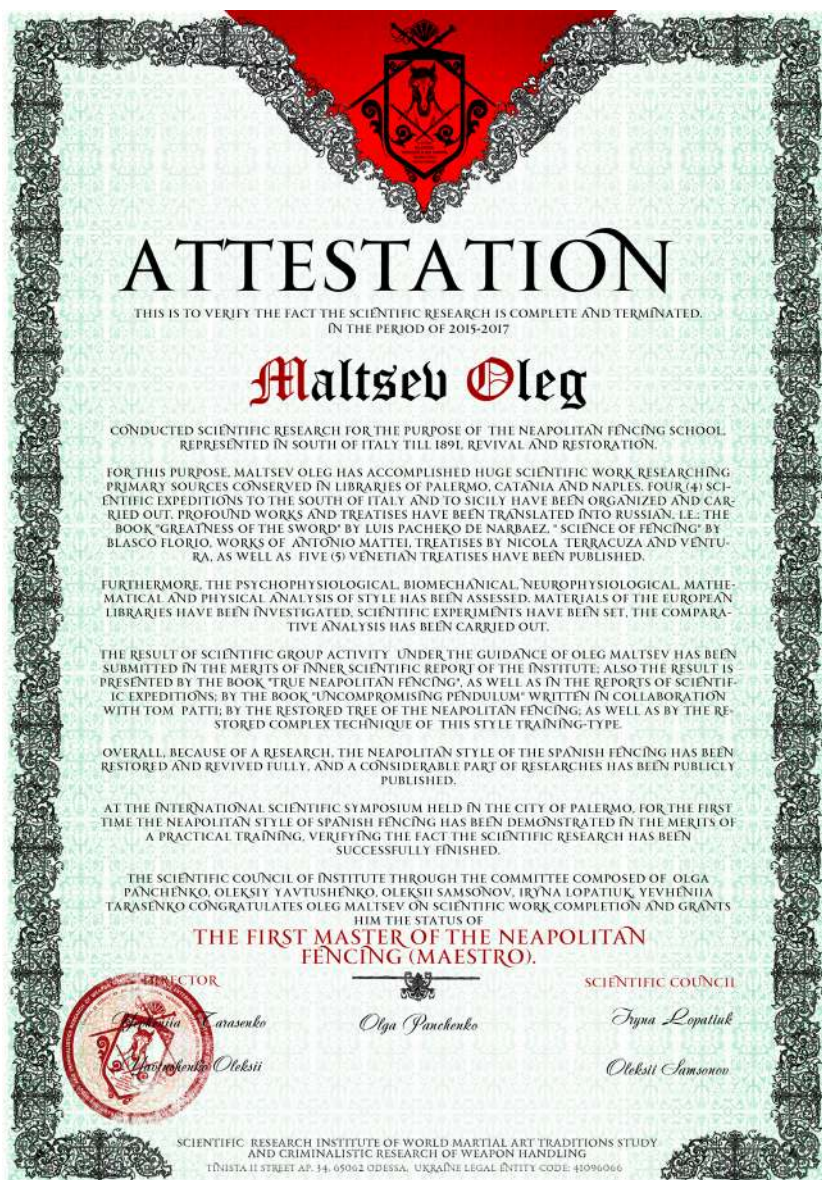 ATTESTATION
THIS IS TO VERIFY THE FACT THE SCIENTIFIC RESEARCH IS COMPLETE AND TERMINATED.
IN THE PERIOD OF 2015-2017
Maltsev Oleg
CONDUCTED SCIENTIFIC RESEARCH FOR THE PURPOSE OF THE NEAPOLITAN FENCING SCHOOL,
REPRESENTED IN SOUTH OF ITALY TILL 1891, REVIVAL AND RESTORATION.
FOR THIS PURPOSE, MALTSEV OLEG HAS ACCOMPLISHED HUGE SCIENTIFIC WORK RESEARCHING
PRIMARY SOURCES CONSERVED IN LIBRARIES OF PALERMO, CATANIA AND NAPLES. FOUR (4) SCI-
ENTIFIC EXPEDITIONS TO THE SOUTH OF ITALY AND TO SICILY HAVE BEEN ORGANIZED AND CAR-
RIED OUT. PROFOUND WORKS AND TREATISES HAVE BEEN TRANSLATED INTO RUSSIAN, I.E.: THE
BOOK "GREATNESS OF THE SWORD" BY LUIS PACHEKO DE NARBAEZ, " SCIENCE OF FENCING" BY
BLASCO FLORIO, WORKS OF ANTONIO MATTEI, TREATISES BY NICOLA TERRACUZA AND VENTU-
RA, AS WELL AS FIVE (5) VENETIAN TREATISES HAVE BEEN PUBLISHED.
FURTHERMORE, THE PSYCHOPHYSIOLOGICAL, BIOMECHANICAL, NEUROPHYSIOLOGICAL, MATHE-
MATICAL AND PHYSICAL ANALYSIS OF STYLE HAS BEEN ASSESSED. MATERIALS OF THE EUROPEAN
LIBRARIES HAVE BEEN INVESTIGATED, SCIENTIFIC EXPERIMENTS HAVE BEEN SET, THE COMPARA-
TIVE ANALYSIS HAS BEEN CARRIED OUT.
THE RESULT OF SCIENTIFIC GROUP ACTIVITY UNDER THE GUIDANCE OF OLEG MALTSEV HAS BEEN
SUBMITTED IN THE MERITS OF INNER SCIENTIFIC REPORT OF THE INSTITUTE; ALSO THE RESULT IS
PRESENTED BY THE BOOK "TRUE NEAPOLITAN FENCING", AS WELL AS IN THE REPORTS OF SCIENTIF-
IC EXPEDITIONS; BY THE BOOK "UNCOMPROMISING PENDULUM" WRITTEN IN COLLABORATION
WITH TOM PATTI; BY THE RESTORED TREE OF THE NEAPOLITAN FENCING; AS WELL AS BY THE RE-
STORED COMPLEX TECHNIQUE OF THIS STYLE TRAINING-TYPE.
OVERALL, BECAUSE OF A RESEARCH, THE NEAPOLITAN STYLE OF THE SPANISH FENCING HAS BEEN
RESTORED AND REVIVED FULLY, AND A CONSIDERABLE PART OF RESEARCHES HAS BEEN PUBLICLY
PUBLISHED.
AT THE INTERNATIONAL SCIENTIFIC SYMPOSIUM HELD IN THE CITY OF PALERMO, FOR THE FIRST
TIME THE NEAPOLITAN STYLE OF SPANISH FENCING HAS BEEN DEMONSTRATED IN THE MERITS OF
A PRACTICAL TRAINING, VERIFYING THE FACT THE SCIENTIFIC RESEARCH HAS BEEN
SUCCESSFULLY FINISHED.
THE SCIENTIFIC COUNCIL OF INSTITUTE THROUGH THE COMMITTEE COMPOSED OF OLGA
PANCHENKO, OLEKSIY YAVTUSHENKO, OLEKSII SAMSONOV, IRYNA LOPATIUK, YEVHENIIA
TARASENKO CONGRATULATES OLEG MALTSEV ON SCIENTIFIC WORK COMPLETION AND GRANTS
HIM THE STATUS OF
THE FIRST MASTER OF THE NEAPOLITAN
FENCING (MAESTRO).
DIRECTOR
SCIENTIFIC COUNCIL
Yevheniia Tarasenko
Olga Panchenko
Iryna Lopatiuk
Yavtushenko Oleksii
Oleksii Samsonov
SCIENTIFIC RESEARCH INSTITUTE OF WORLD MARTIAL ART TRADITIONS STUDY
AND CRIMINALISTIC RESEARCH OF WEAPON HANDLING
TINISTA 11 STREET AP. 34, 65062 ODESSA, UKRAINE LEGAL ENTITY CODE: 41096066